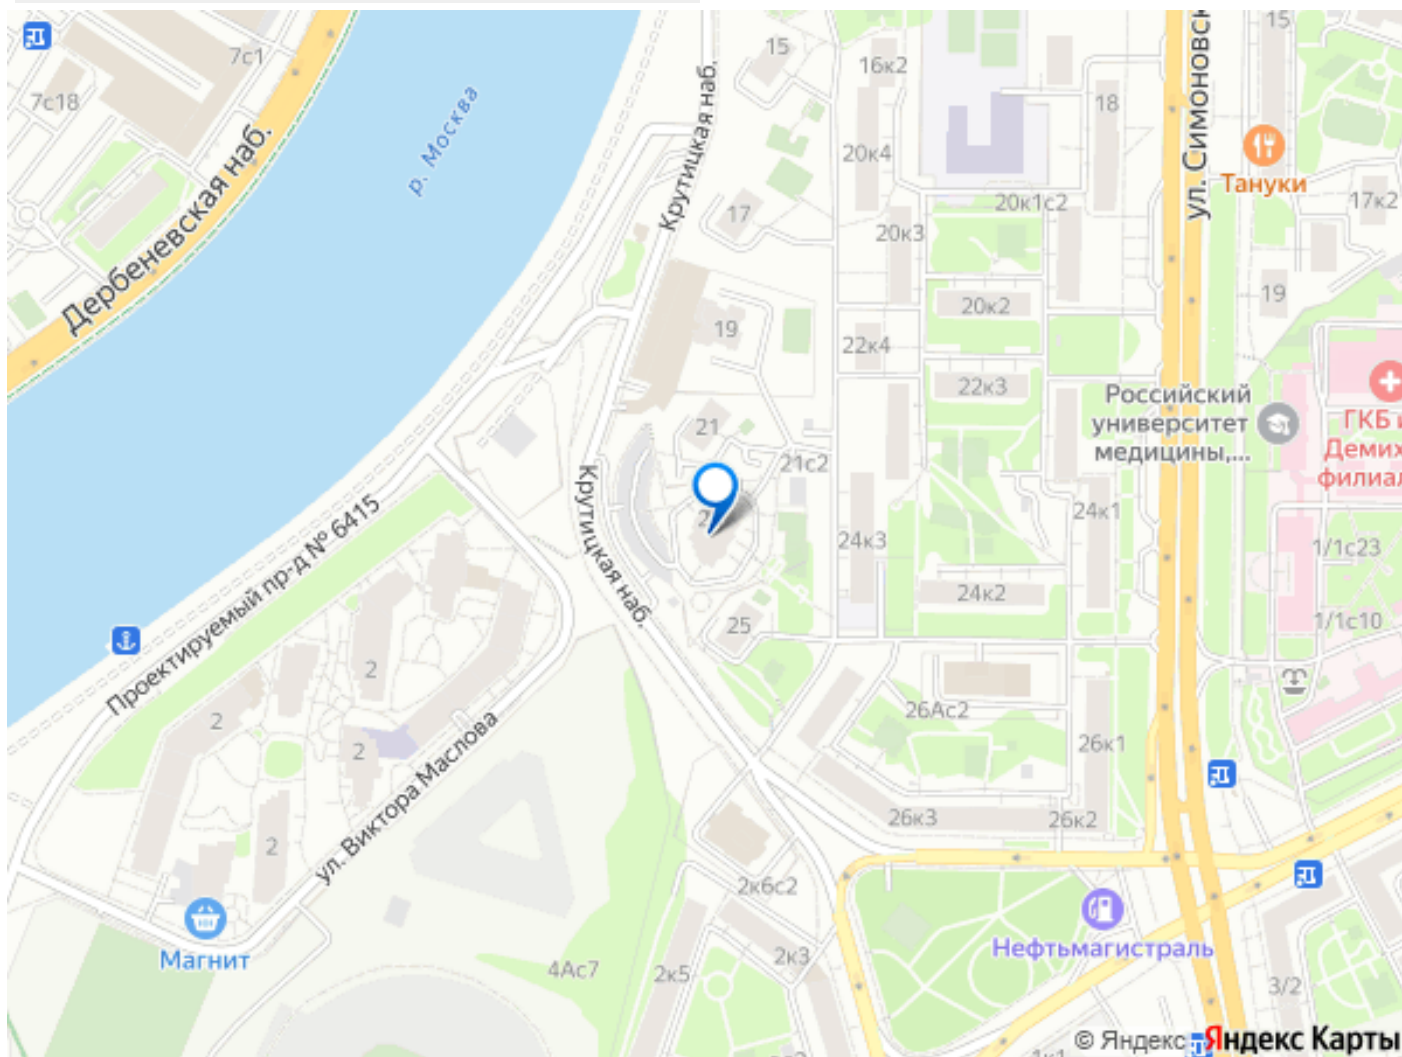 7с1
7с18
Дербеневская наб.
р. Москва
15
16к2
18
ул. Симоновск
15
Тануки
Крутицкая наб.
20к4
17
20к1с2
17к2
20к3
19
20к2
19
22к4
22к3
Российский
университет
медицины,...
ГКБ и
Демих
филиал
21
21с2
Крутицкая наб.
Проектируемый пр-д № 6415
24к1
24к3
1/1с23
24к2
1/1с10
25
2
2
2
2
26Ас2
26к1
ул. Виктора Маслова
26к3
26к2
2к6с2
Магнит
4Ас7
2к5
2к3
Нефтьмагистраль
3/2
© Яндекс
Яндекс Карты